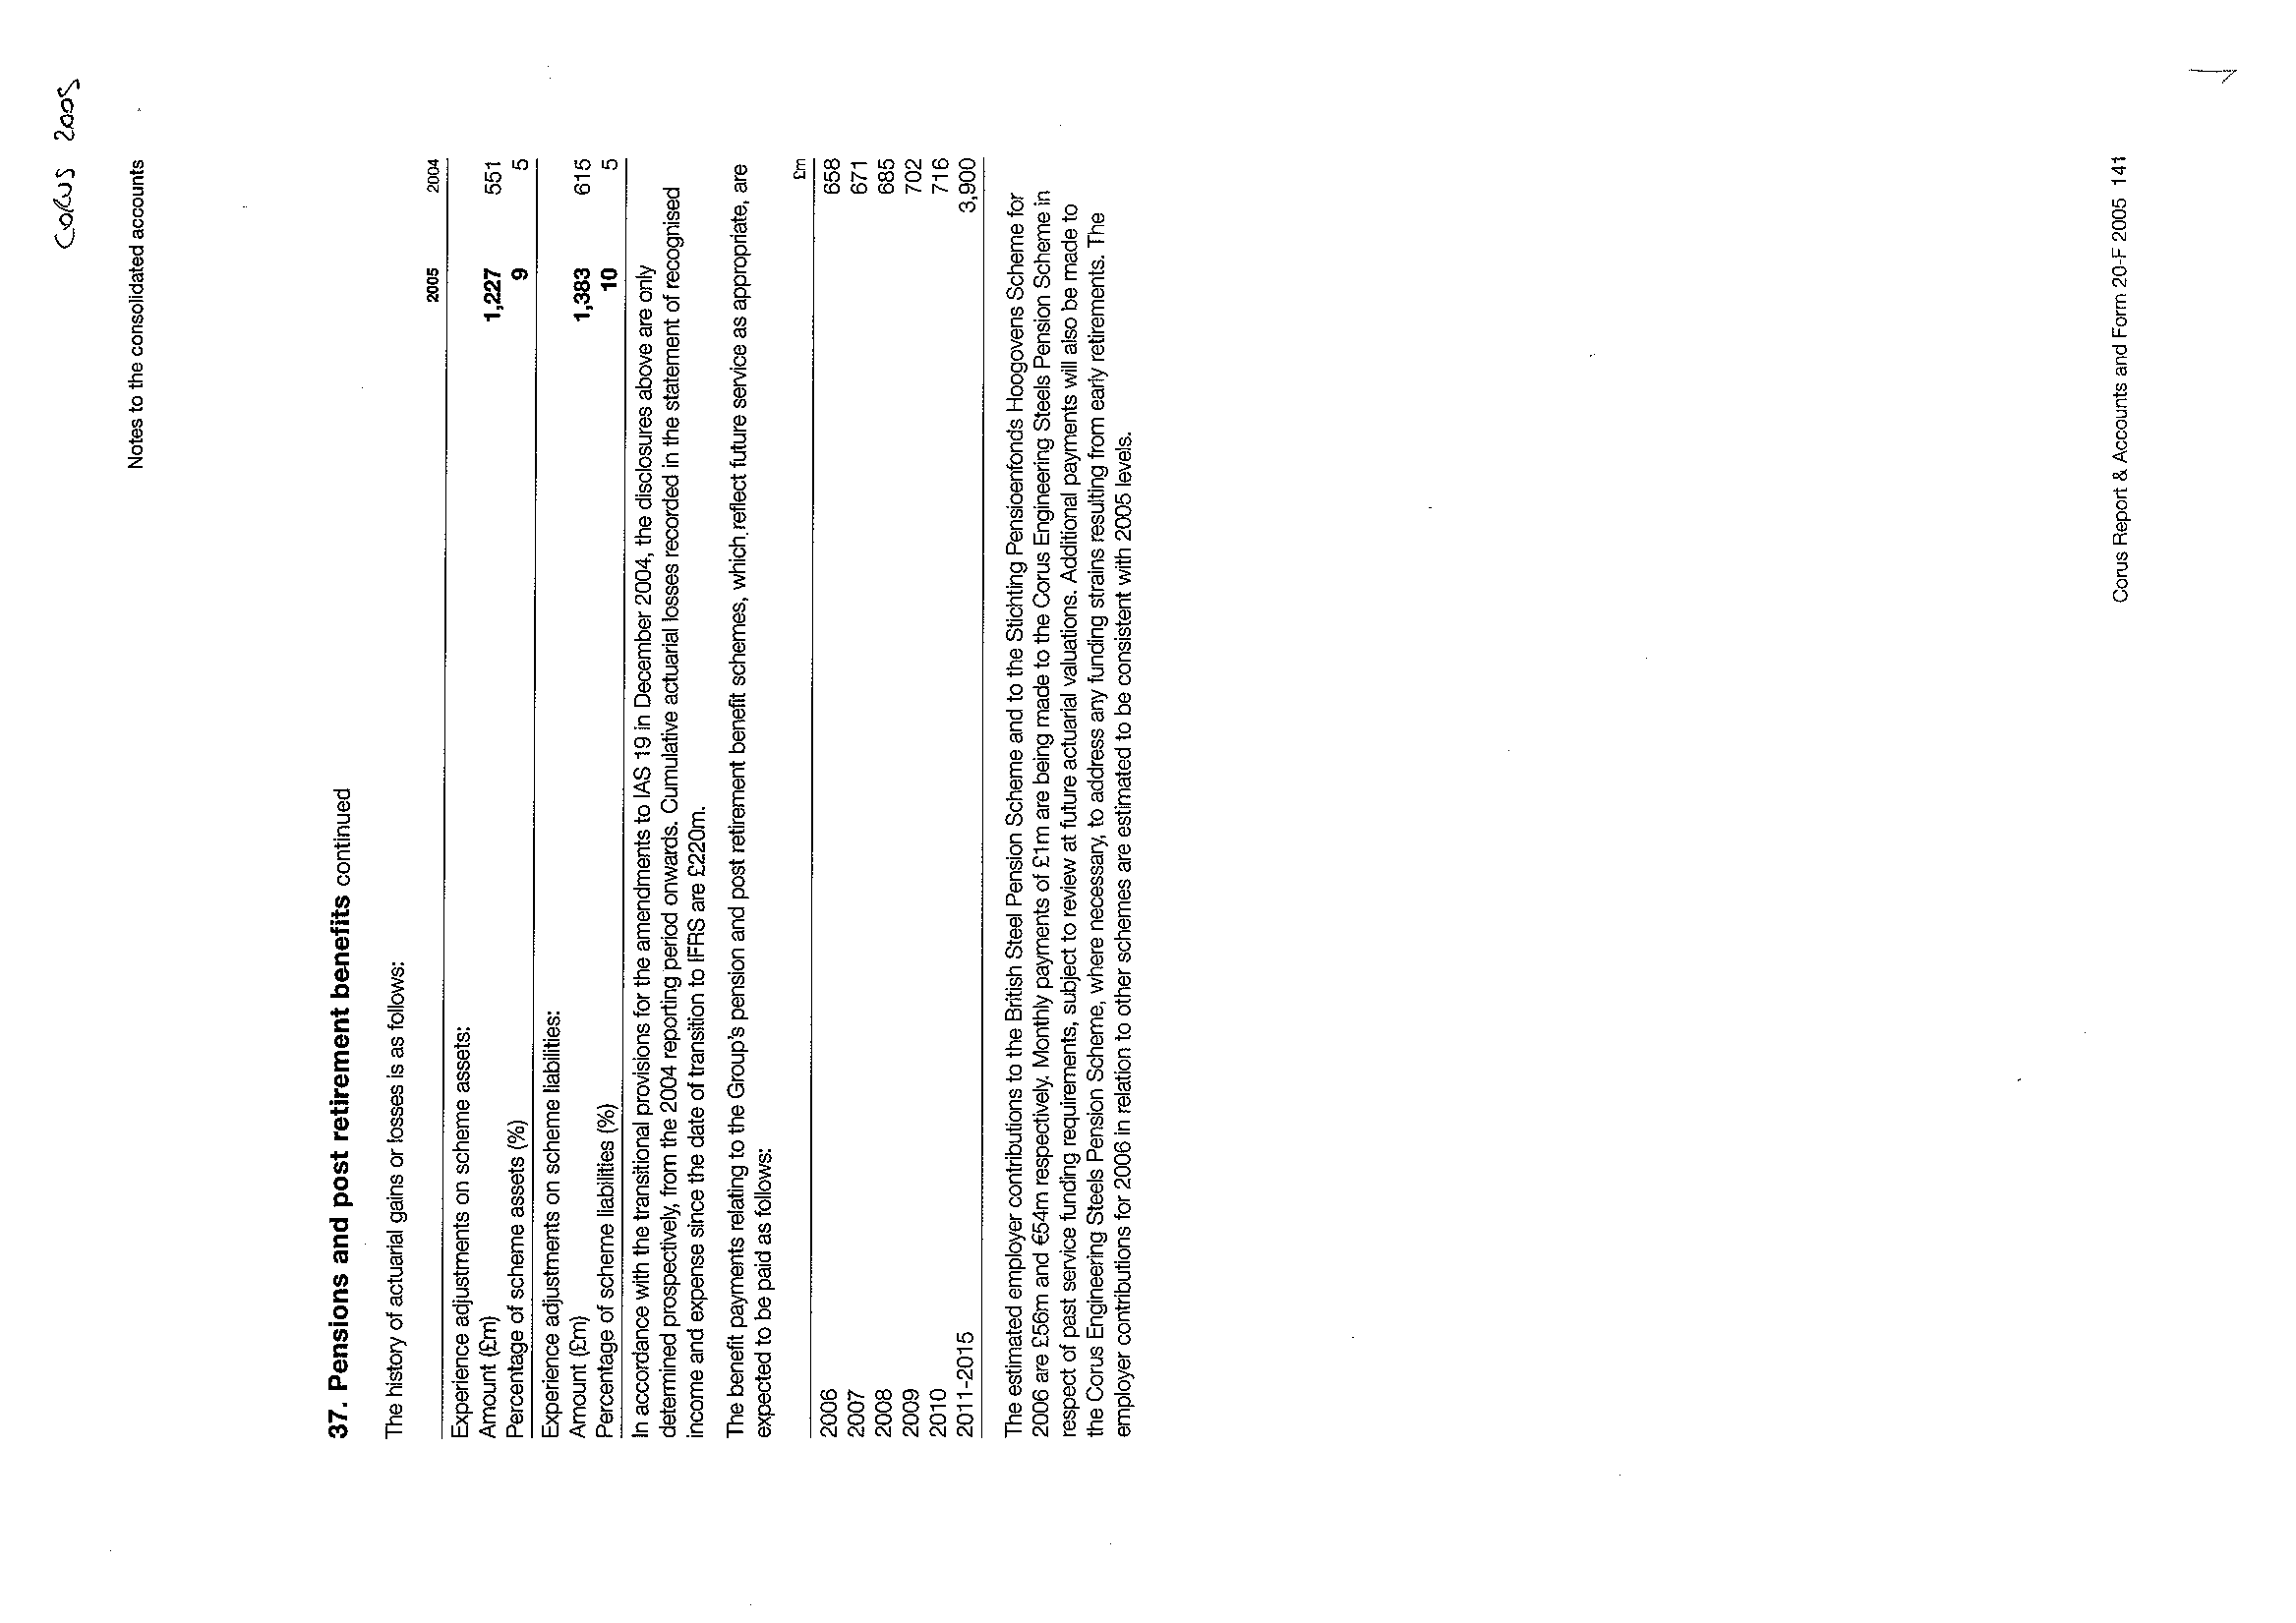 CORUS 2005
Notes to the consolidated accounts
37. Pensions and post retirement benefits continued
The history of actuarial gains or losses is as follows:
2005 2004
Experience adjustments on scheme assets:
Amount (£m) 1,227 551
Percentage of scheme assets (%) 9 5
Experience adjustments on scheme liabilities:
Amount (£m) 1,383 615
Percentage of scheme liabilities (%) 10 5
In accordance with the transitional provisions for the amendments to IAS 19 in December 2004, the disclosures above are only
determined prospectively, from the 2004 reporting period onwards. Cumulative actuarial losses recorded in the statement of recognised
income and expense since the date of transition to IFRS are £220m.
The benefit payments relating to the Group's pension and post retirement benefit schemes, which reflect future service as appropriate, are
expected to be paid as follows:
£m
2006 658
2007 671
2008 685
2009 702
2010 716
2011-2015 3,900
The estimated employer contributions to the British Steel Pension Scheme and to the Stichting Pensioenfonds Hoogovens Scheme for
2006 are £56m and €54m respectively. Monthly payments of £1m are being made to the Corus Engineering Steels Pension Scheme in
respect of past service funding requirements, subject to review at future actuarial valuations. Additional payments will also be made to
the Corus Engineering Steels Pension Scheme, where necessary, to address any funding strains resulting from early retirements. The
employer contributions for 2006 in relation to other schemes are estimated to be consistent with 2005 levels.
Corus Report & Accounts and Form 20-F 2005 141